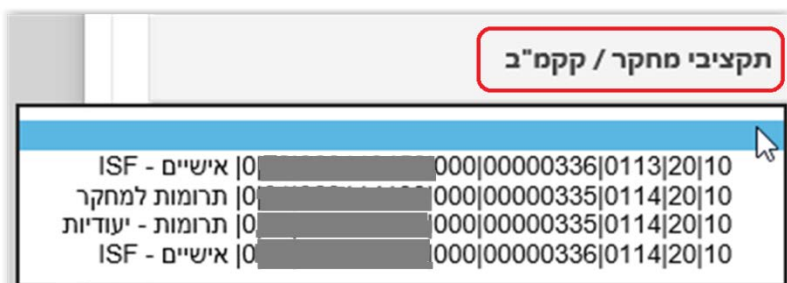 תקציבי מחקר / קקמ"ב
10|20|0113|00000336|000 0| אישיים - ISF
10|20|0114|00000335|000 0| תרומות למחקר
10|20|0114|00000335|000 0| תרומות - יעודיות
10|20|0114|00000336|000 0| אישיים - ISF